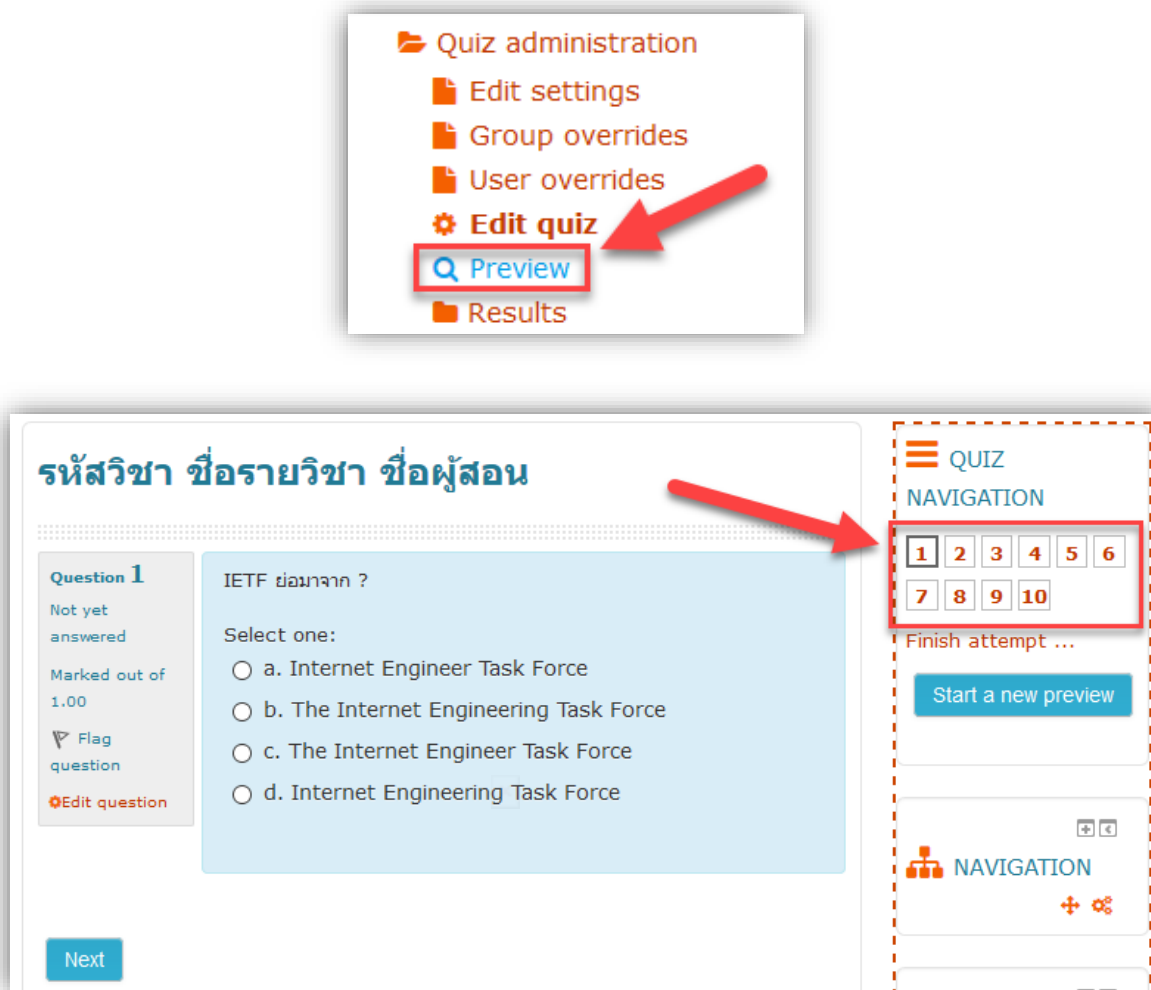 Quiz administration
Edit settings
Group overrides
User overrides
Edit quiz
Preview
Results
รหัสวิชา ชื่อรายวิชา ชื่อผู้สอน
Question 1
Not yet
answered
Marked out of
1.00
Flag
question
Edit question
IETF ย่อมาจาก ?
Select one:
a. Internet Engineer Task Force
b. The Internet Engineering Task Force
c. The Internet Engineer Task Force
d. Internet Engineering Task Force
Next
QUIZ
NAVIGATION
1 2 3 4 5 6
7 8 9 10
Finish attempt ...
Start a new preview
NAVIGATION